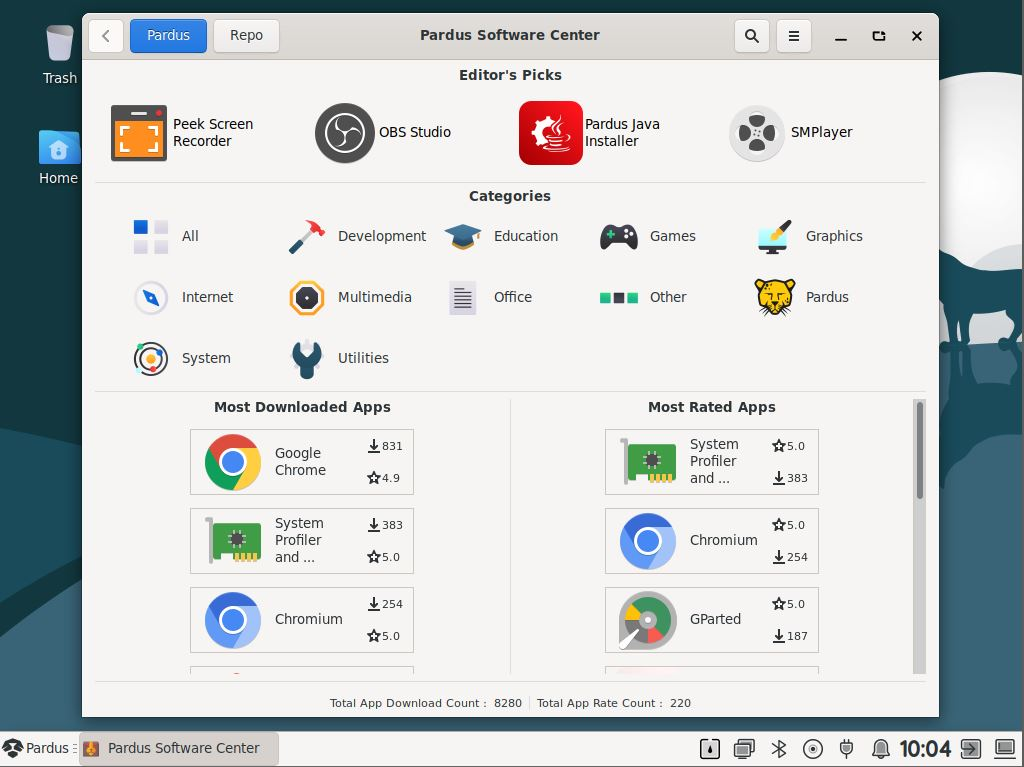 Pardus
Repo
Pardus Software Center
Trash
Home
Editor's Picks
Peek Screen
Recorder
OBS Studio
Pardus Java
Installer
SMPlayer
Categories
All
Development
Education
Games
Graphics
Internet
Multimedia
Office
Other
Pardus
System
Utilities
Most Downloaded Apps
Google
Chrome
831
4.9
System
Profiler
and ...
383
5.0
Chromium
254
5.0
Most Rated Apps
System
Profiler
and ...
5.0
383
Chromium
5.0
254
GParted
5.0
187
Total App Download Count : 8280
Total App Rate Count : 220
Pardus
Pardus Software Center
10:04